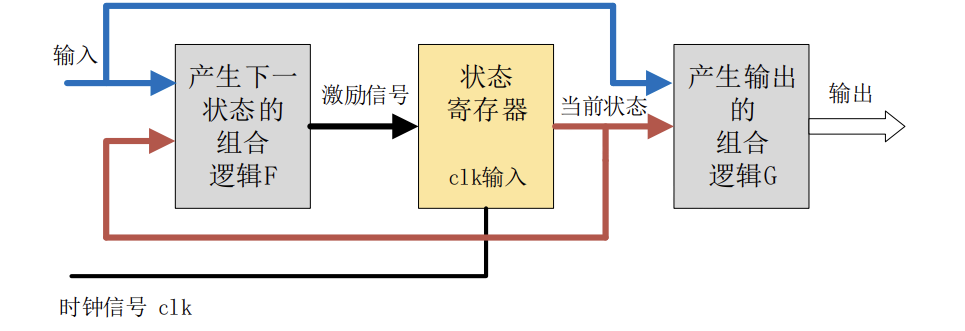 输入
产生下一
状态的
组合
逻辑F
激励信号
状态
寄存器
clk输入
当前状态
产生输出
的
组合
逻辑G
输出
时钟信号 clk